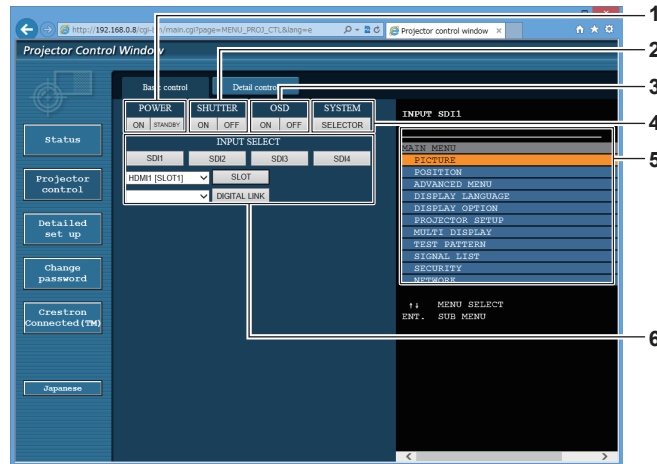 http://192.168.0.8/cgi-bin/main.cgi?page=MENU_PROJ_CTL&lang=e
Projector control window
Projector Control Window
Basic control
Detail control
POWER
SHUTTER
OSD
SYSTEM
ON STANDBY
ON OFF
ON OFF
SELECTOR
INPUT SELECT
SDI1 SDI2 SDI3 SDI4
HDMI1 [SLOT1] SLOT
DIGITAL LINK
Status
Projector
control
Detailed
set up
Change
password
Crestron
Connected(TM)
Japanese
INPUT SDI1
MAIN MENU
PICTURE
POSITION
ADVANCED MENU
DISPLAY LANGUAGE
DISPLAY OPTION
PROJECTOR SETUP
MULTI DISPLAY
TEST PATTERN
SIGNAL LIST
SECURITY
NETWORK
↑↓ MENU SELECT
ENT. SUB MENU
1
2
3
4
5
6